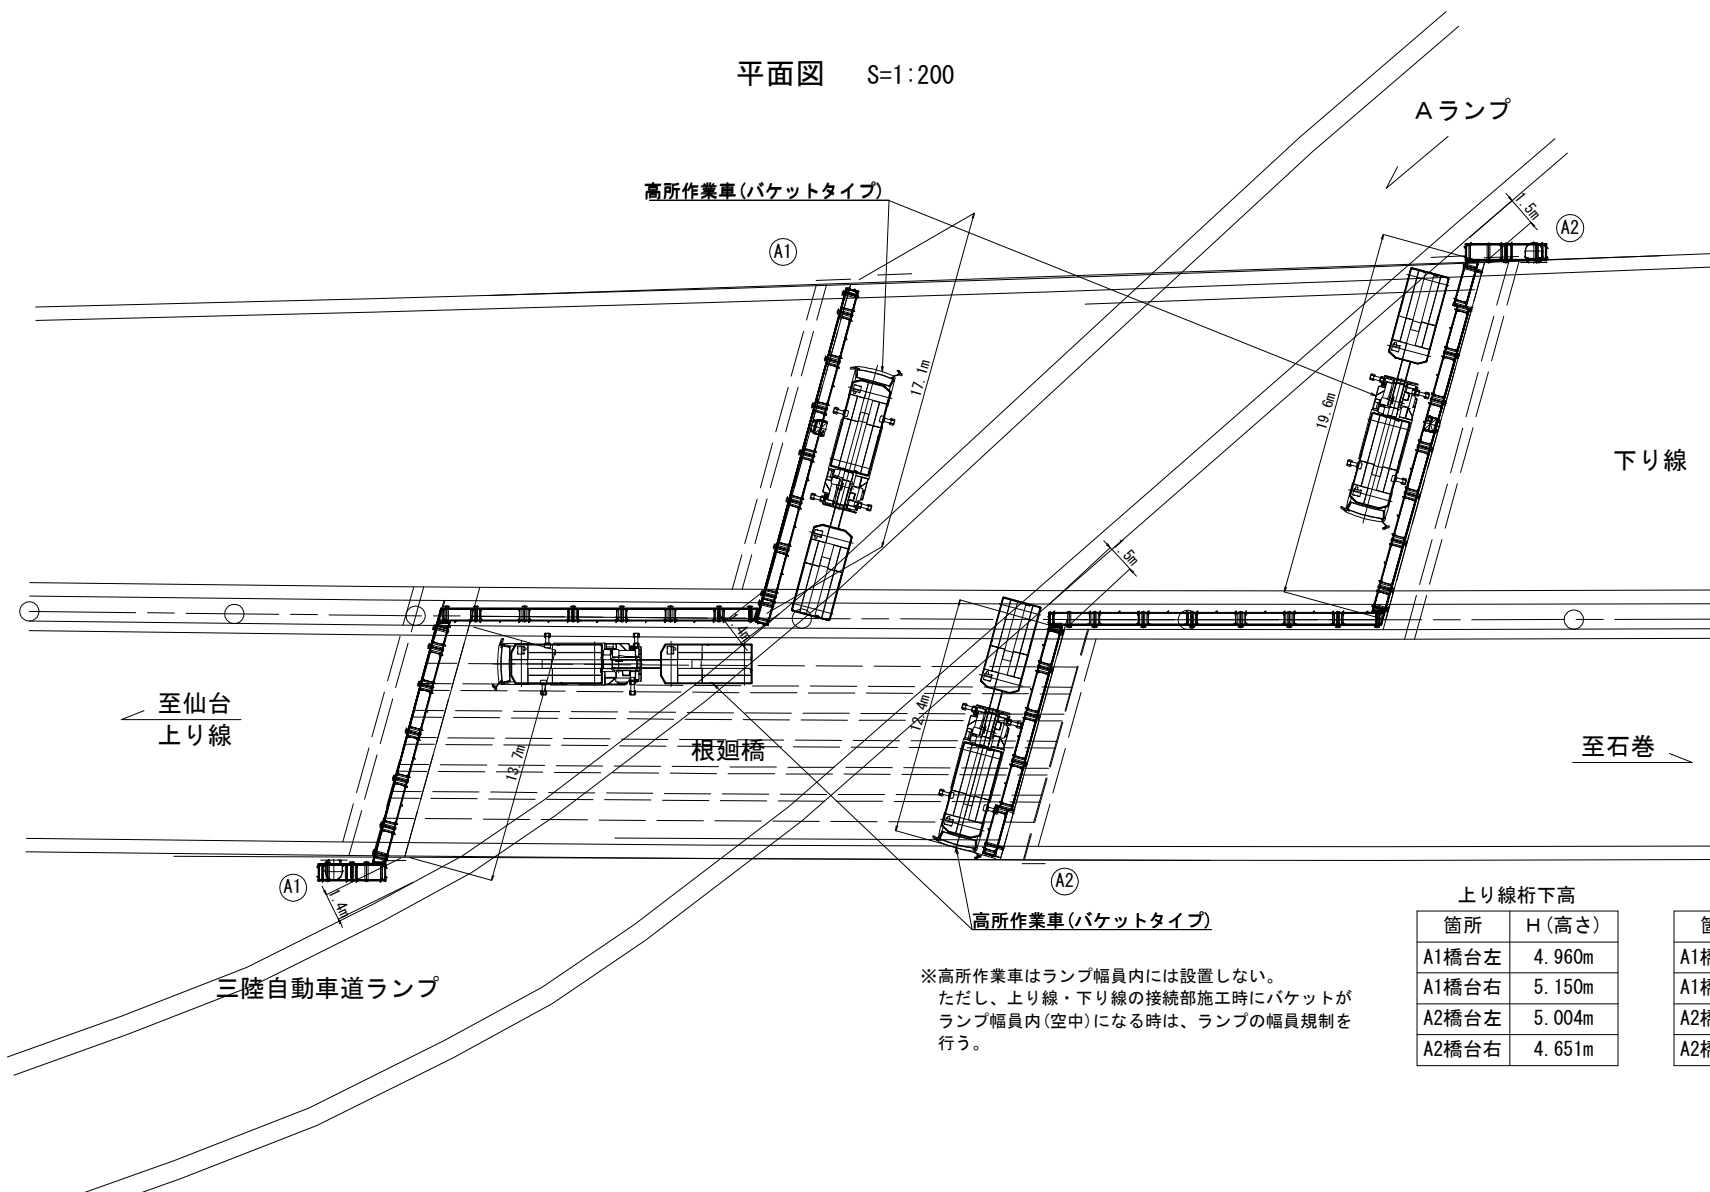 平面図 S=1:200
Aランプ
高所作業車(バケットタイプ)
1.5m
A1
A2
17.1m
19.6m
下り線
1.5m
.4m
至仙台
上り線
12.4m
根廻橋
13.7m
至石巻
A1
A2
1.4m
高所作業車(バケットタイプ)
三陸自動車道ランプ
※高所作業車はランプ幅員内には設置しない。
ただし、上り線・下り線の接続部施工時にバケットが
ランプ幅員内(空中)になる時は、ランプの幅員規制を
行う。
上り線桁下高
箇所 H(高さ)
A1橋台左 4.960m
A1橋台右 5.150m
A2橋台左 5.004m
A2橋台右 4.651m
A1
A1
A2
A2